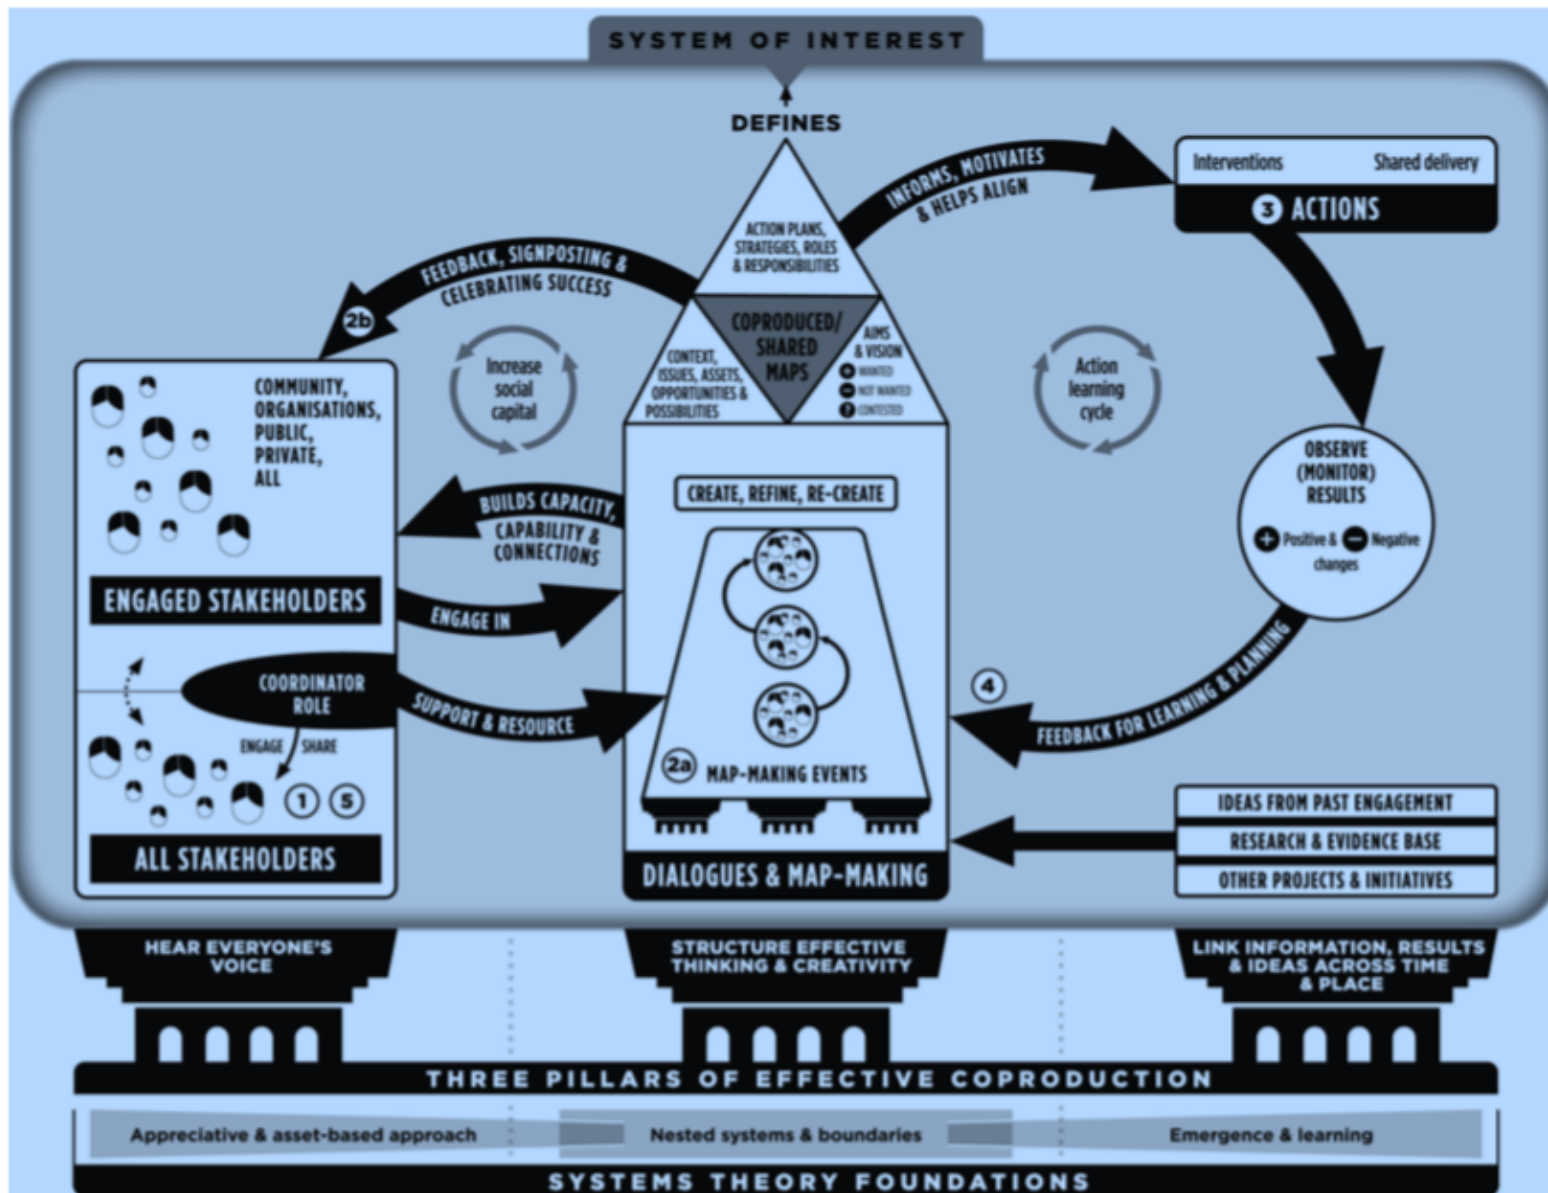 SYSTEM OF INTEREST
DEFINES
ACTION PLANS,
STRATEGIES, ROLES
& RESPONSIBILITIES
COPRODUCED/
SHARED
MAPS
CONTEXT,
ISSUES, ASSETS,
OPPORTUNITIES &
POSSIBILITIES
AIMS
& VISION
+ WANTED
- NOT WANTED
? CONTESTED
INFORMS, MOTIVATES
& HELPS ALIGN
Interventions
Shared delivery
3 ACTIONS
FEEDBACK, SIGNPOSTING &
CELEBRATING SUCCESS
2b
Increase
social
capital
Action
learning
cycle
COMMUNITY,
ORGANISATIONS,
PUBLIC,
PRIVATE,
ALL
ENGAGED STAKEHOLDERS
BUILDS CAPACITY,
CAPABILITY &
CONNECTIONS
ENGAGE IN
COORDINATOR
ROLE
SUPPORT & RESOURCE
ENGAGE
SHARE
1
5
ALL STAKEHOLDERS
CREATE, REFINE, RE-CREATE
2a MAP-MAKING EVENTS
DIALOGUES & MAP-MAKING
OBSERVE
(MONITOR)
RESULTS
+ Positive & - Negative
changes
4
FEEDBACK FOR LEARNING & PLANNING
IDEAS FROM PAST ENGAGEMENT
RESEARCH & EVIDENCE BASE
OTHER PROJECTS & INITIATIVES
HEAR EVERYONE'S
VOICE
STRUCTURE EFFECTIVE
THINKING & CREATIVITY
LINK INFORMATION, RESULTS
& IDEAS ACROSS TIME
& PLACE
THREE PILLARS OF EFFECTIVE COPRODUCTION
Appreciative & asset-based approach
Nested systems & boundaries
Emergence & learning
SYSTEMS THEORY FOUNDATIONS